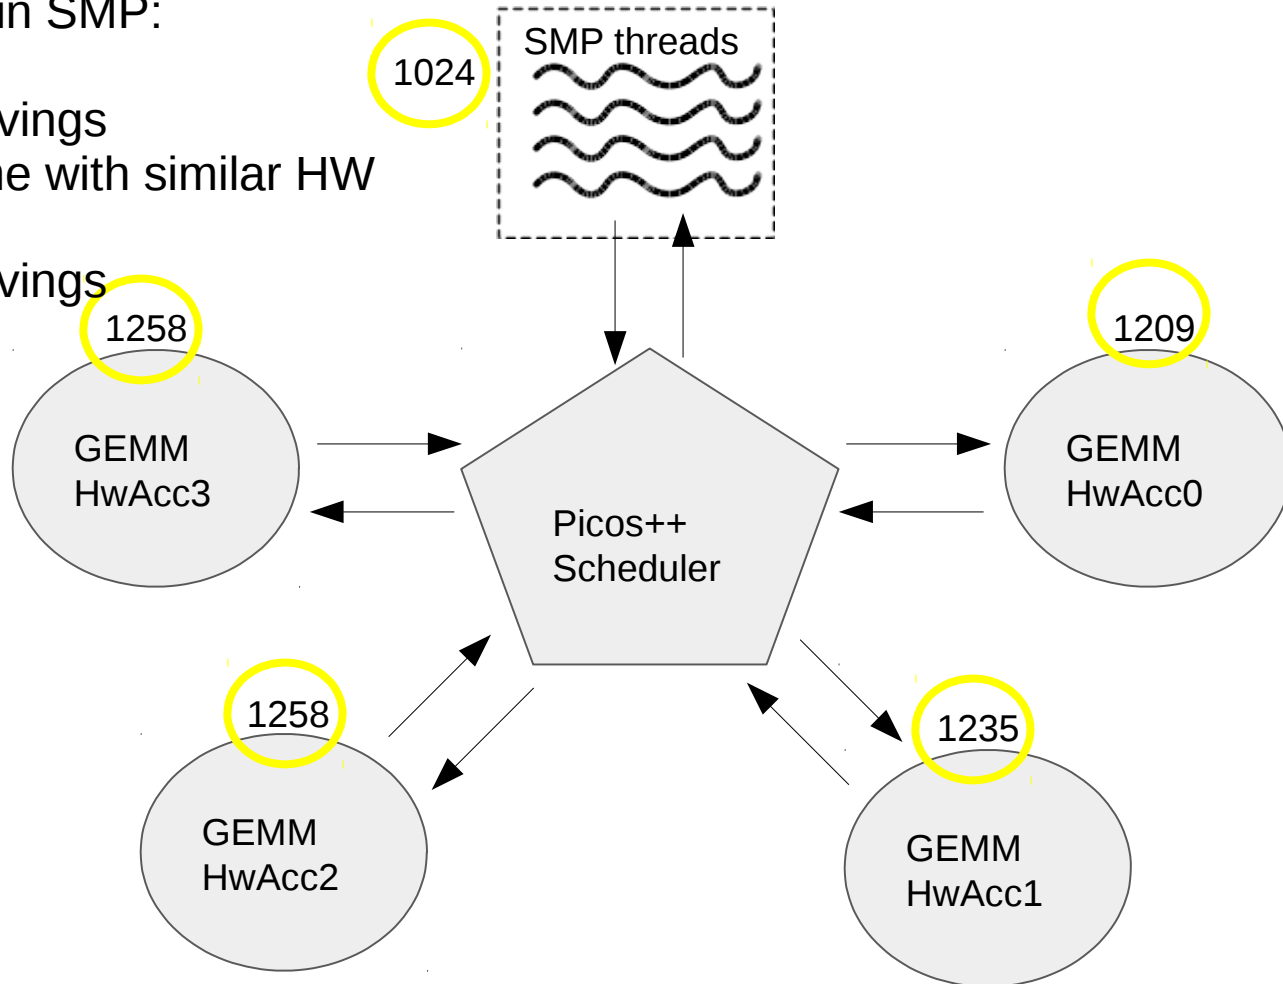 in SMP:
vings
ne with similar HW
vings
1024
SMP threads
1258
GEMM
HwAcc3
1209
GEMM
HwAcc0
Picos++
Scheduler
1258
GEMM
HwAcc2
1235
GEMM
HwAcc1